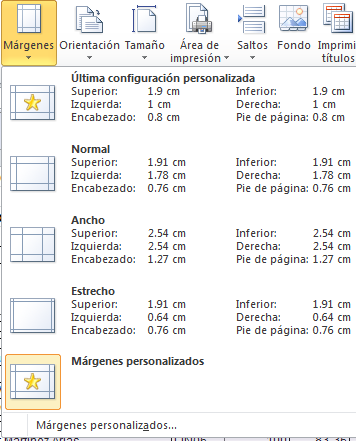 Márgenes Orientación Tamaño Área de impresión Saltos Fondo Imprimi títulos
Última configuración personalizada
Superior: 1.9 cm Inferior: 1.9 cm
Izquierda: 1 cm Derecha: 1 cm
Encabezado: 0.8 cm Pie de página: 0.8 cm
Normal
Superior: 1.91 cm Inferior: 1.91 cm
Izquierda: 1.78 cm Derecha: 1.78 cm
Encabezado: 0.76 cm Pie de página: 0.76 cm
Ancho
Superior: 2.54 cm Inferior: 2.54 cm
Izquierda: 2.54 cm Derecha: 2.54 cm
Encabezado: 1.27 cm Pie de página: 1.27 cm
Estrecho
Superior: 1.91 cm Inferior: 1.91 cm
Izquierda: 0.64 cm Derecha: 0.64 cm
Encabezado: 0.76 cm Pie de página: 0.76 cm
Márgenes personalizados
Márgenes personalizados...